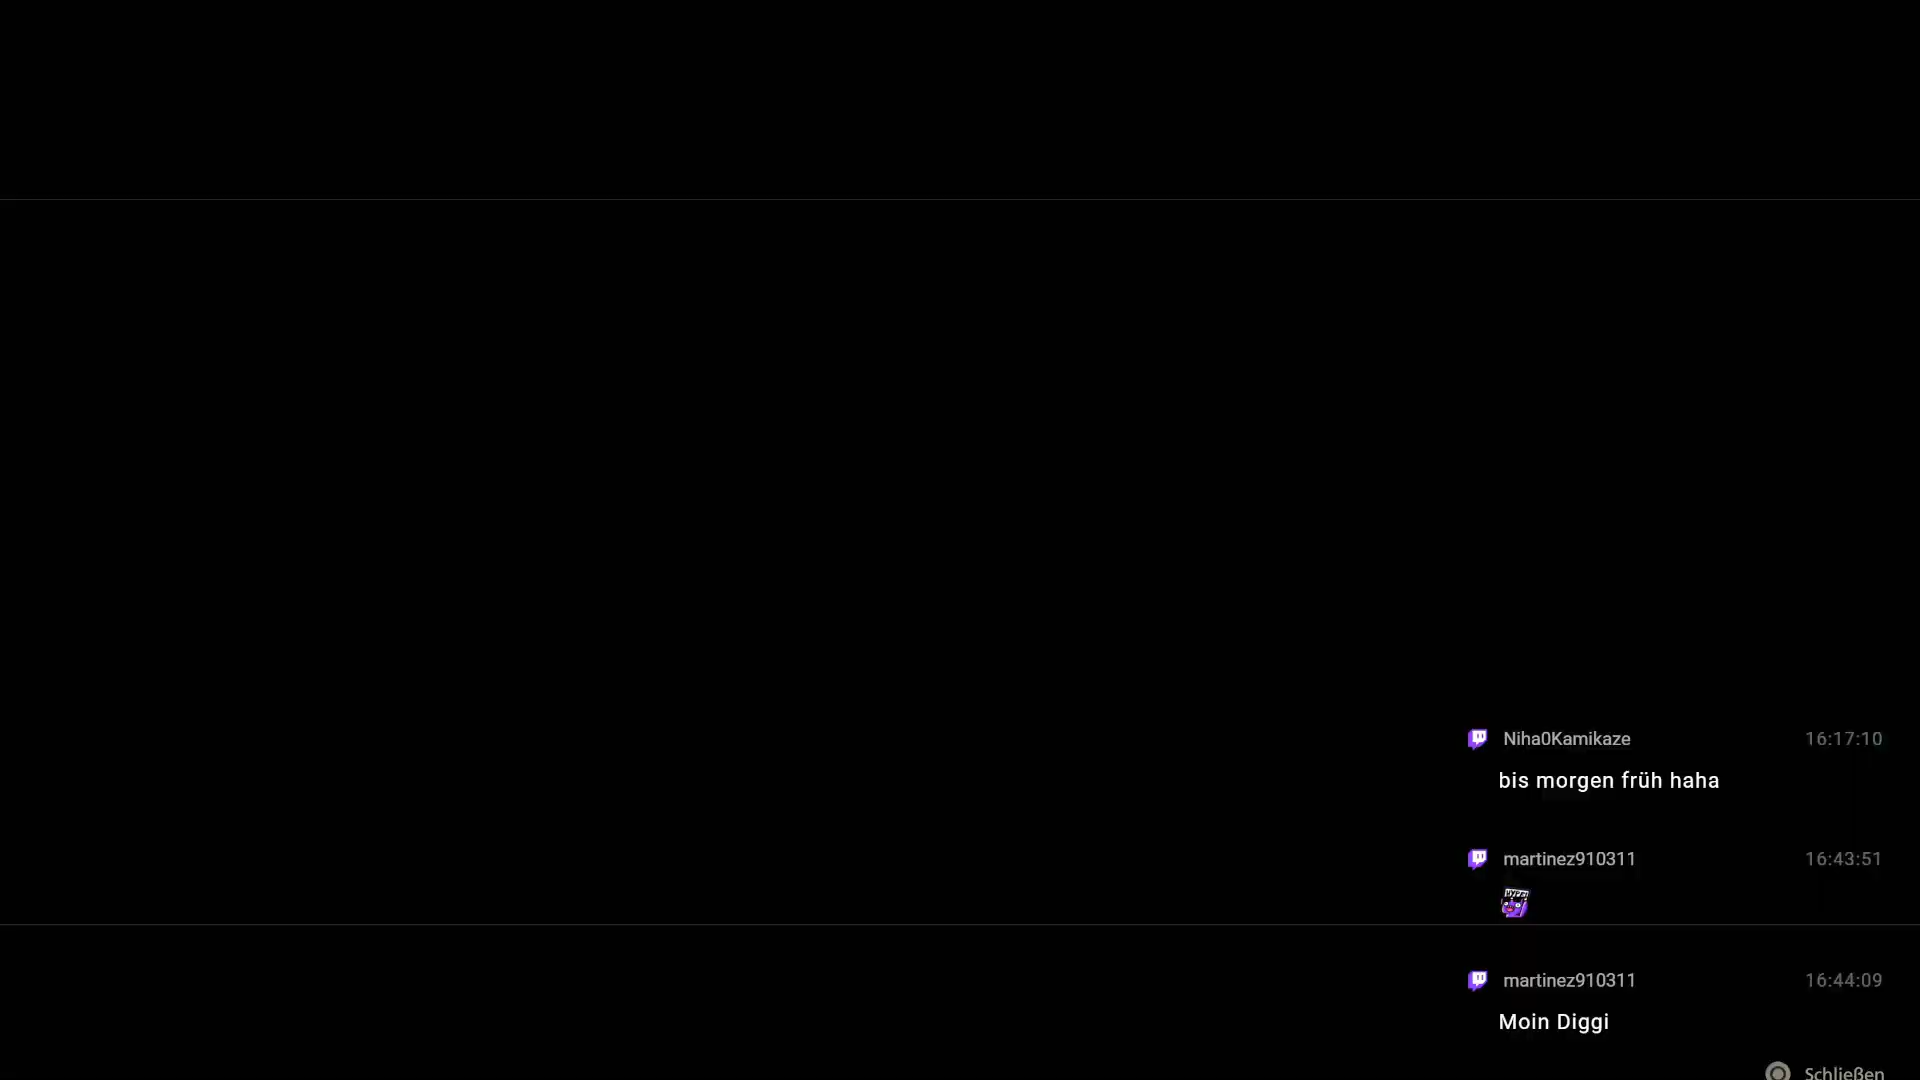 Niha0Kamikaze 16:17:10
bis morgen früh haha
martinez910311 16:43:51
martinez910311 16:44:09
Moin Diggi
Schließen